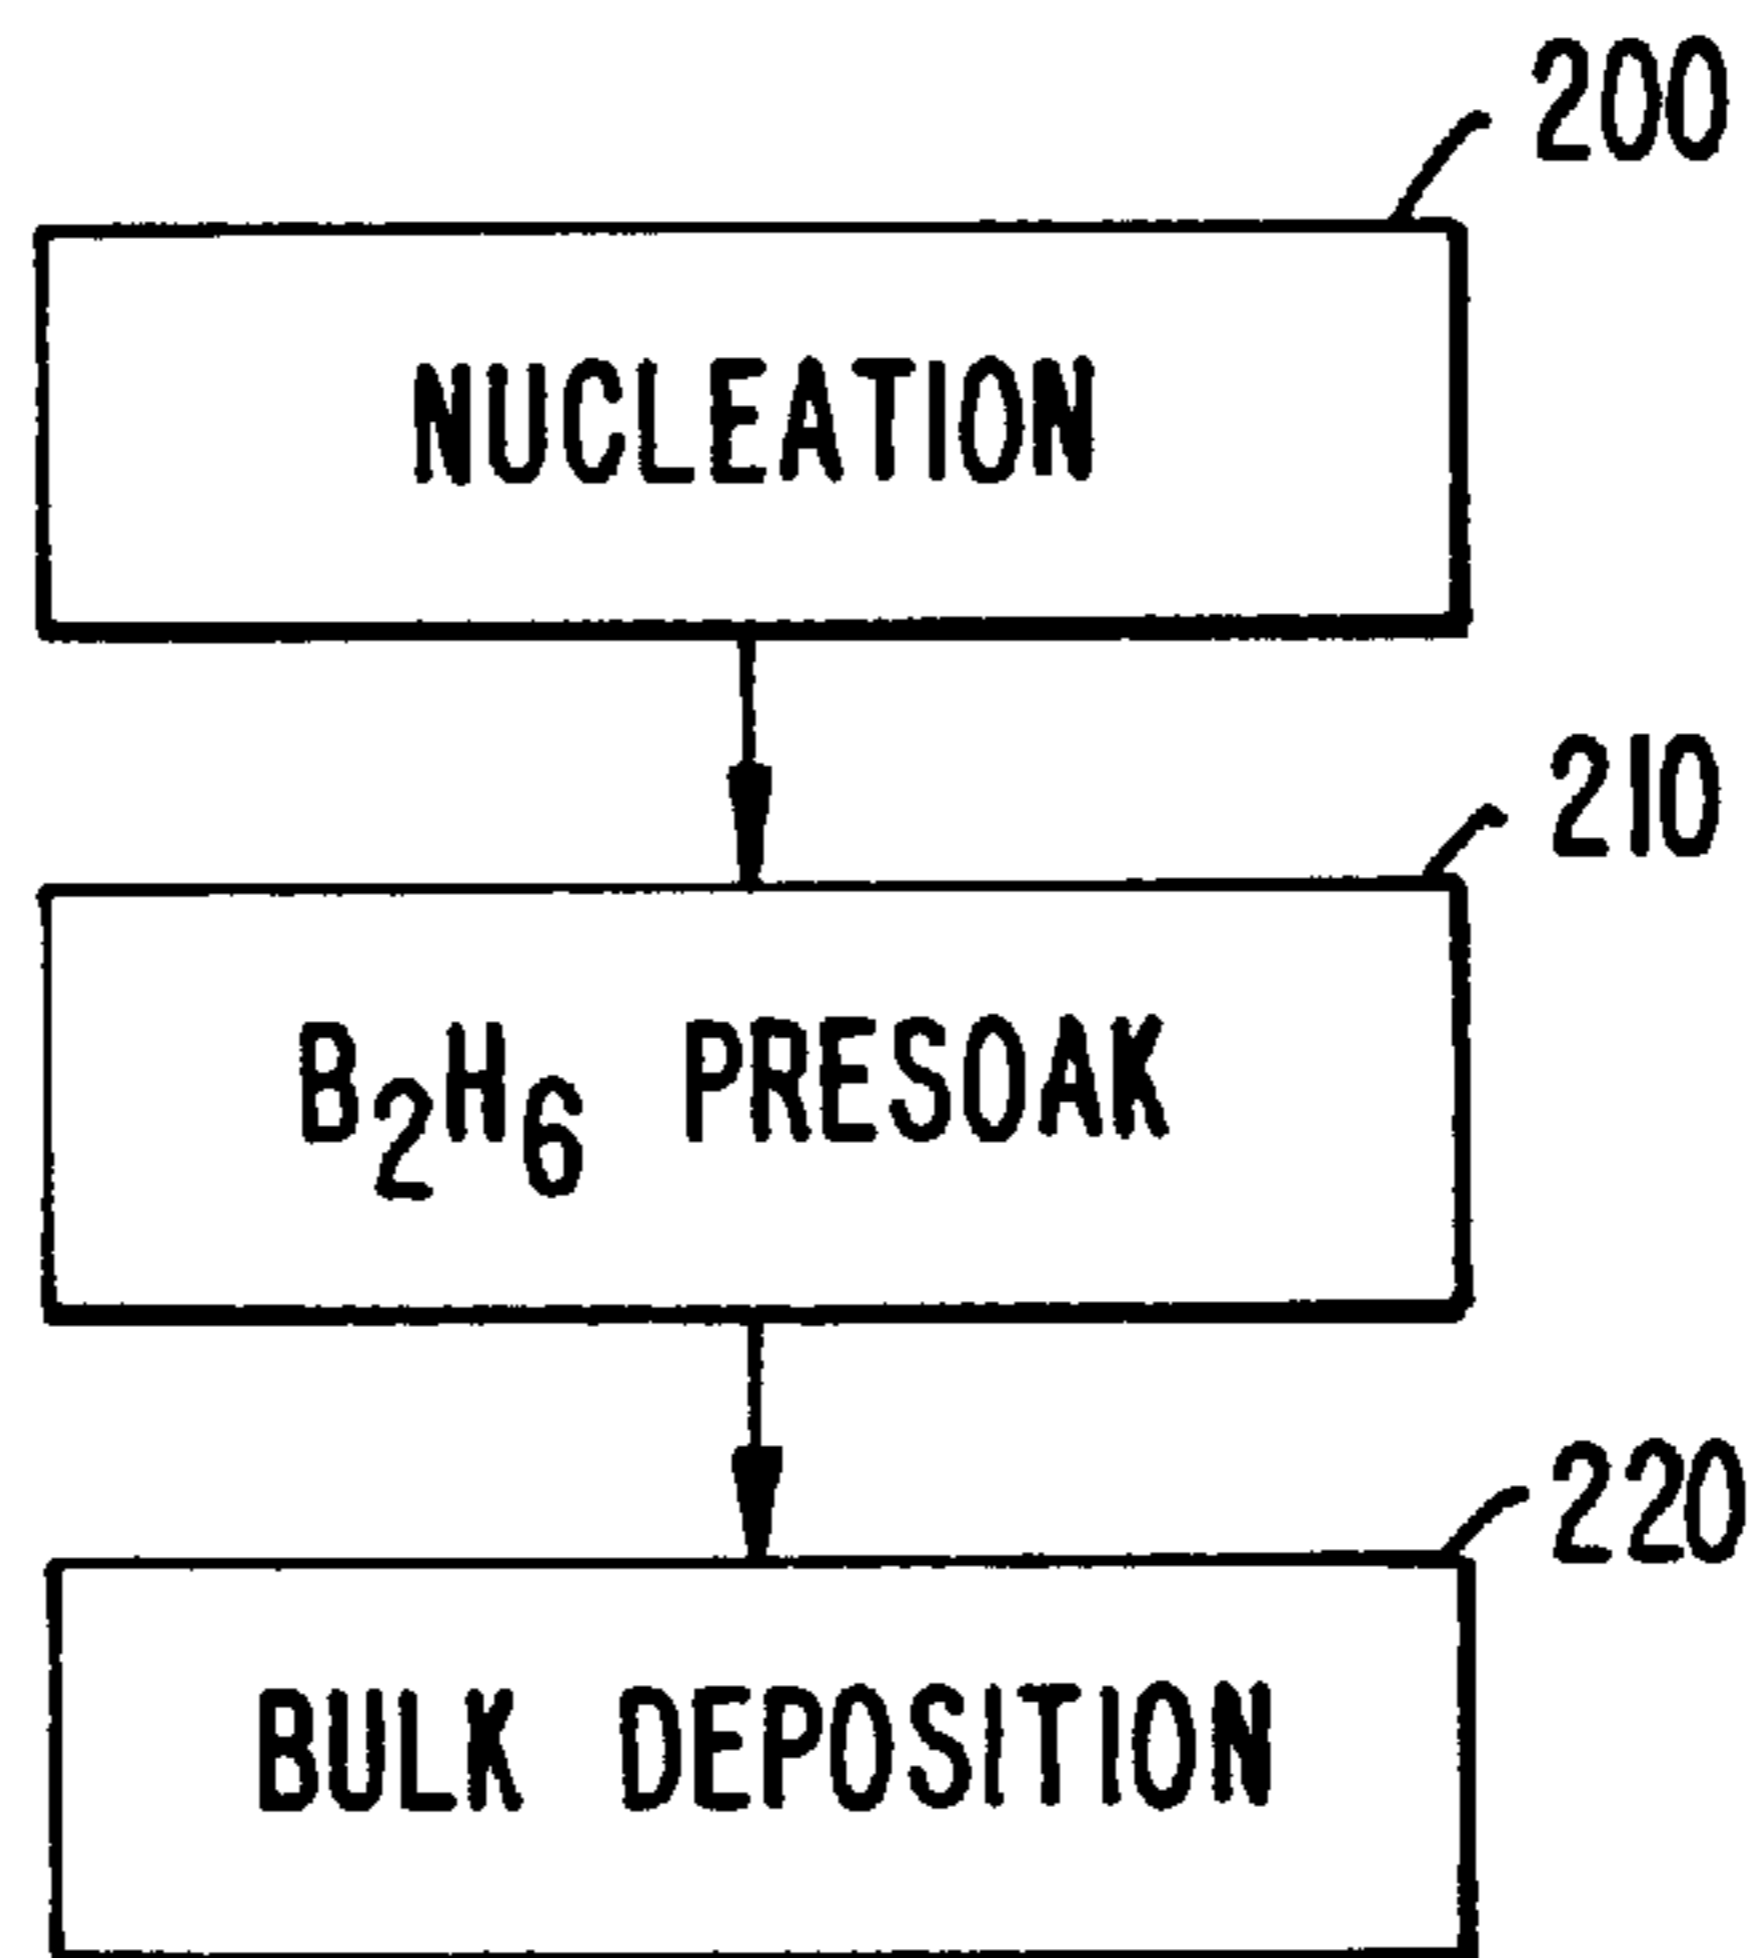 200
NUCLEATION
210
B₂H₆ PRESOAK
220
BULK DEPOSITION